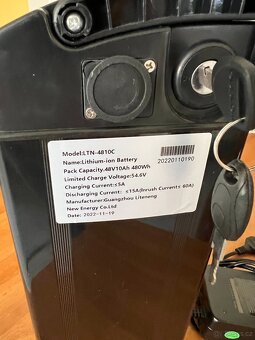 Model:LTN-4810C
Name:Lithium-ion Battery
Pack Capacity:48V10Ah 480Wh
Limited Charge Voltage:54.6V
Charging Current:≤5A
Discharging Current: ≤15A(Inrush Current≤ 60A)
Manufacturer:Guangzhou Liteneng
New Energy Co.Ltd
Date:2022-11-19
20220110190